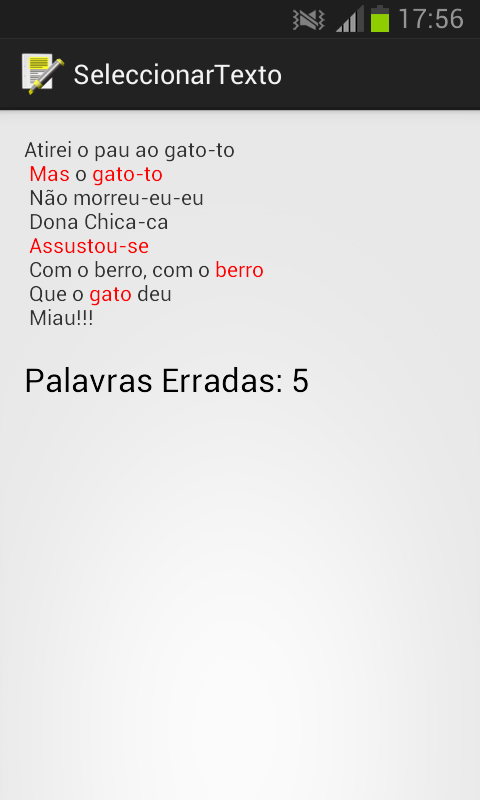 17:56
SeleccionarTexto
Atirei o pau ao gato-to
Mas o gato-to
Não morreu-eu-eu
Dona Chica-ca
Assustou-se
Com o berro, com o berro
Que o gato deu
Miau!!!
Palavras Erradas: 5